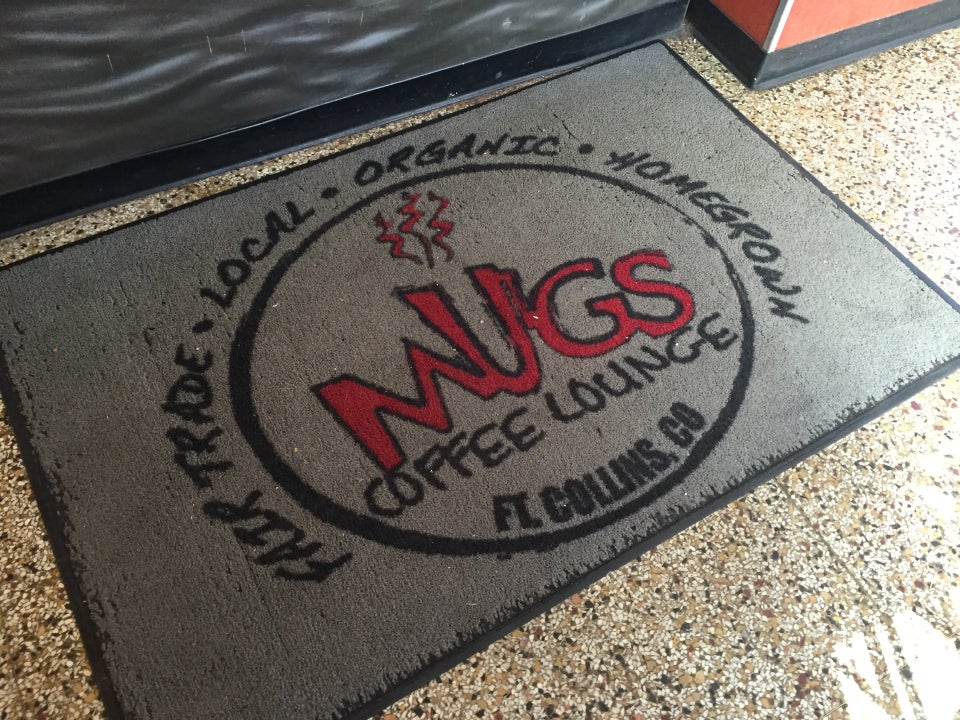 FAIR TRADE • LOCAL • ORGANIC • HOMEGROWN
MUGS
COFFEE LOUNGE
FT. COLLINS, CO